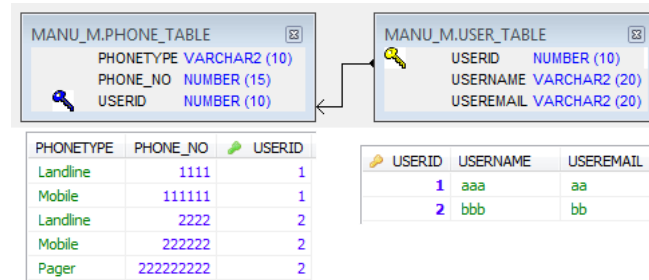 MANU_M.PHONE_TABLE
PHONETYPE VARCHAR2 (10)
PHONE_NO NUMBER (15)
USERID NUMBER (10)
MANU_M.USER_TABLE
USERID NUMBER (10)
USERNAME VARCHAR2 (20)
USEREMAIL VARCHAR2 (20)
PHONETYPE PHONE_NO USERID
Landline 1111 1
Mobile 111111 1
Landline 2222 2
Mobile 222222 2
Pager 222222222 2
USERID USERNAME USEREMAIL
1 aaa aa
2 bbb bb